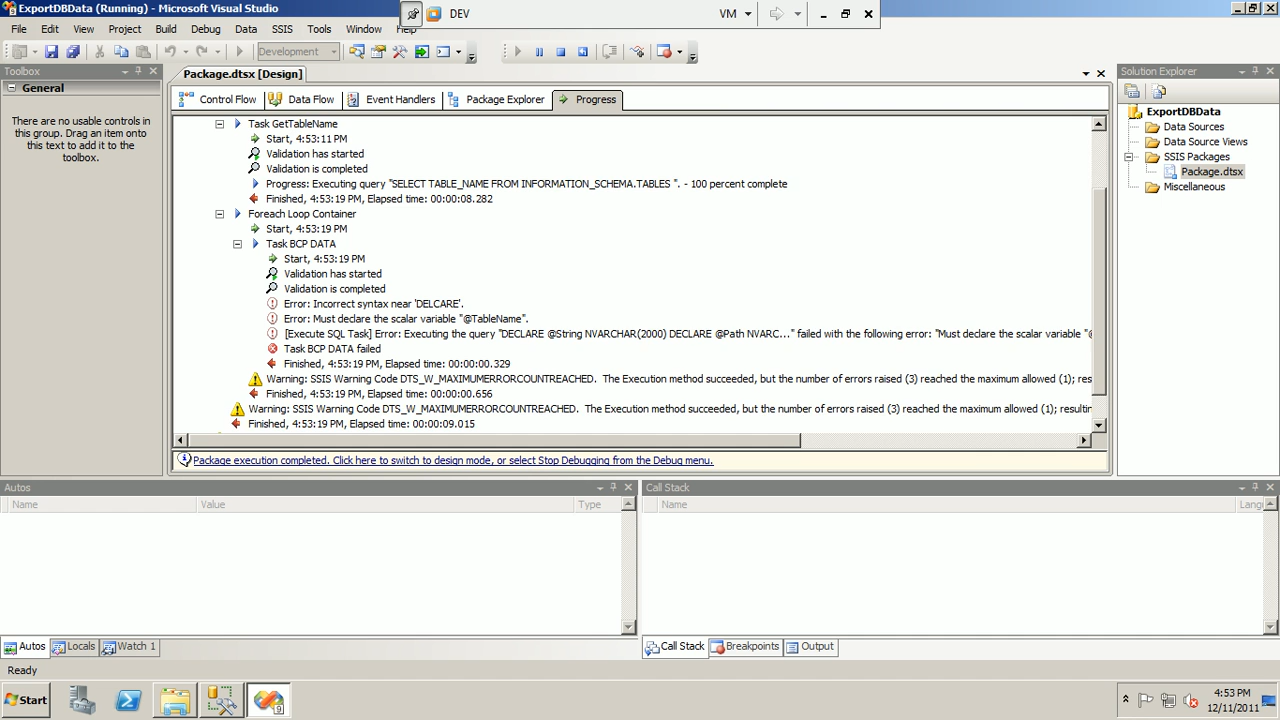 ExportDBData (Running) - Microsoft Visual Studio
DEV
VM
File Edit View Project Build Debug Data SSIS Tools Window Help
Development
Toolbox
General
There are no usable controls in
this group. Drag an item onto
this text to add it to the
toolbox.
Package.dtsx [Design]
Control Flow Data Flow Event Handlers Package Explorer Progress
Task GetTableName
Start, 4:53:11 PM
Validation has started
Validation is completed
Progress: Executing query "SELECT TABLE_NAME FROM INFORMATION_SCHEMA.TABLES ". - 100 percent complete
Finished, 4:53:19 PM, Elapsed time: 00:00:08.282
Foreach Loop Container
Start, 4:53:19 PM
Task BCP DATA
Start, 4:53:19 PM
Validation has started
Validation is completed
Error: Incorrect syntax near 'DELCARE'.
Error: Must declare the scalar variable "@TableName".
[Execute SQL Task] Error: Executing the query "DECLARE @String NVARCHAR(2000) DECLARE @Path NVARC..." failed with the following error: "Must declare the scalar variable "@
Task BCP DATA failed
Finished, 4:53:19 PM, Elapsed time: 00:00:00.329
Warning: SSIS Warning Code DTS_W_MAXIMUMERRORCOUNTREACHED.  The Execution method succeeded, but the number of errors raised (3) reached the maximum allowed (1); res
Finished, 4:53:19 PM, Elapsed time: 00:00:00.656
Warning: SSIS Warning Code DTS_W_MAXIMUMERRORCOUNTREACHED.  The Execution method succeeded, but the number of errors raised (3) reached the maximum allowed (1); resultin
Finished, 4:53:19 PM, Elapsed time: 00:00:09.015
Package execution completed. Click here to switch to design mode, or select Stop Debugging from the Debug menu.
Solution Explorer
ExportDBData
Data Sources
Data Source Views
SSIS Packages
Package.dtsx
Miscellaneous
Autos
Name Value Type
Autos Locals Watch 1
Call Stack
Name Lang
Call Stack Breakpoints Output
Ready
Start
4:53 PM
12/11/2011